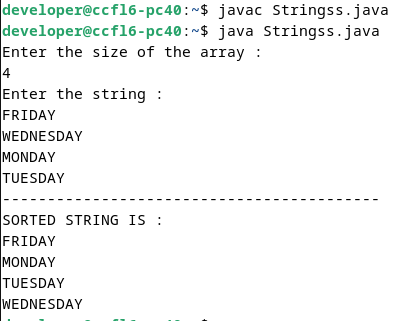 developer@ccfl6-pc40:~$ javac Stringss.java
developer@ccfl6-pc40:~$ java Stringss.java
Enter the size of the array :
4
Enter the string :
FRIDAY
WEDNESDAY
MONDAY
TUESDAY
------------------------------------------
SORTED STRING IS :
FRIDAY
MONDAY
TUESDAY
WEDNESDAY